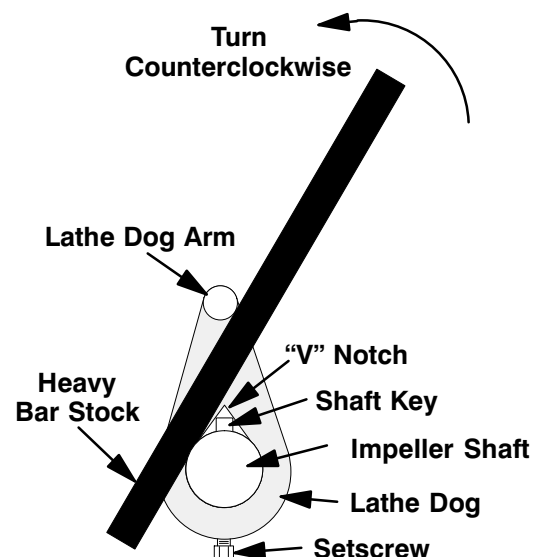 Turn
Counterclockwise
Lathe Dog Arm
“V” Notch
Heavy
Bar Stock
Shaft Key
Impeller Shaft
Lathe Dog
Setscrew